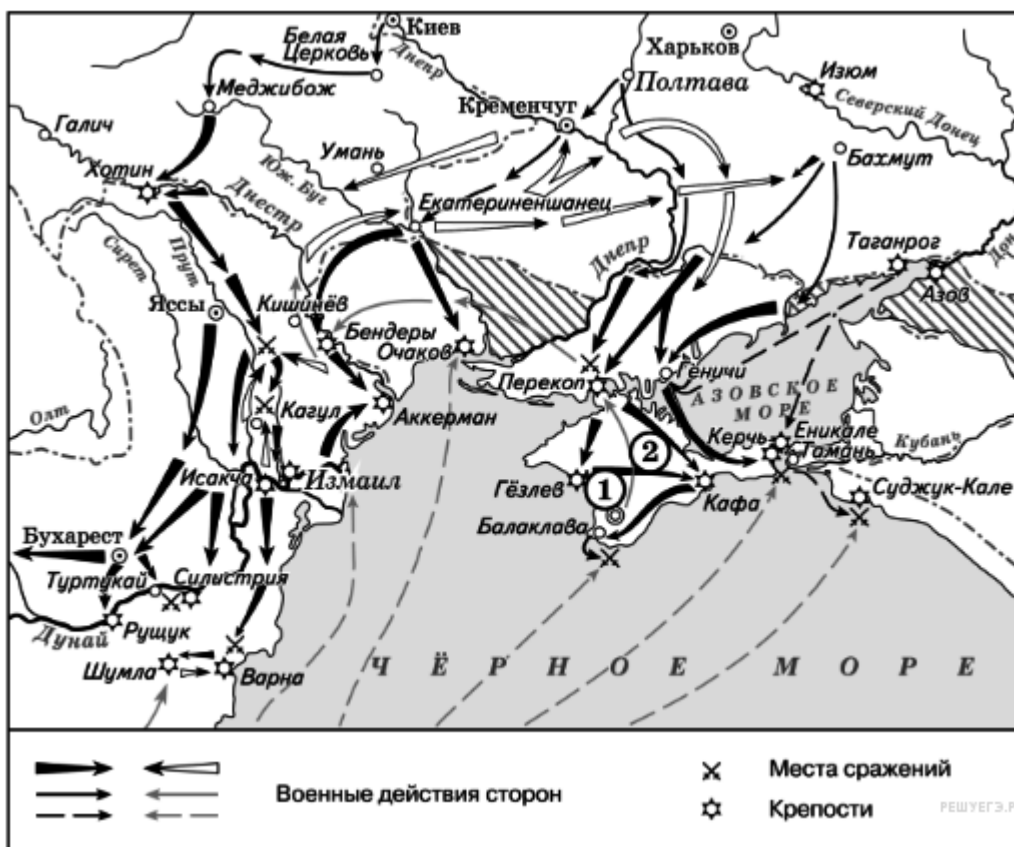 Киев
Белая
Церковь
Днепр
Харьков
Полтава
Изюм
Северский Донец
Меджибож
Кременчуг
Галич
Умань
Бахмут
Хотин
Юж. Буг
Днестр
Екатериненшанец
Сирет
Прут
Днепр
Таганрог
Дон
Азов
Яссы
Кишинёв
Бендеры
Очаков
Перекоп
Геничи
АЗОВСКОЕ
МОРЕ
Олт
Кагул
Аккерман
Керчь
Еникале
Тамань
Кубань
Исакча
Измаил
2
Гёзлев
1
Кафа
Суджук-Кале
Балаклава
Бухарест
Туртукай
Силистрия
Дунай
Рущук
Шумла
Варна
ЧЁРНОЕ МОРЕ
Военные действия сторон
Места сражений
Крепости
РЕШУЕГЭ.Р